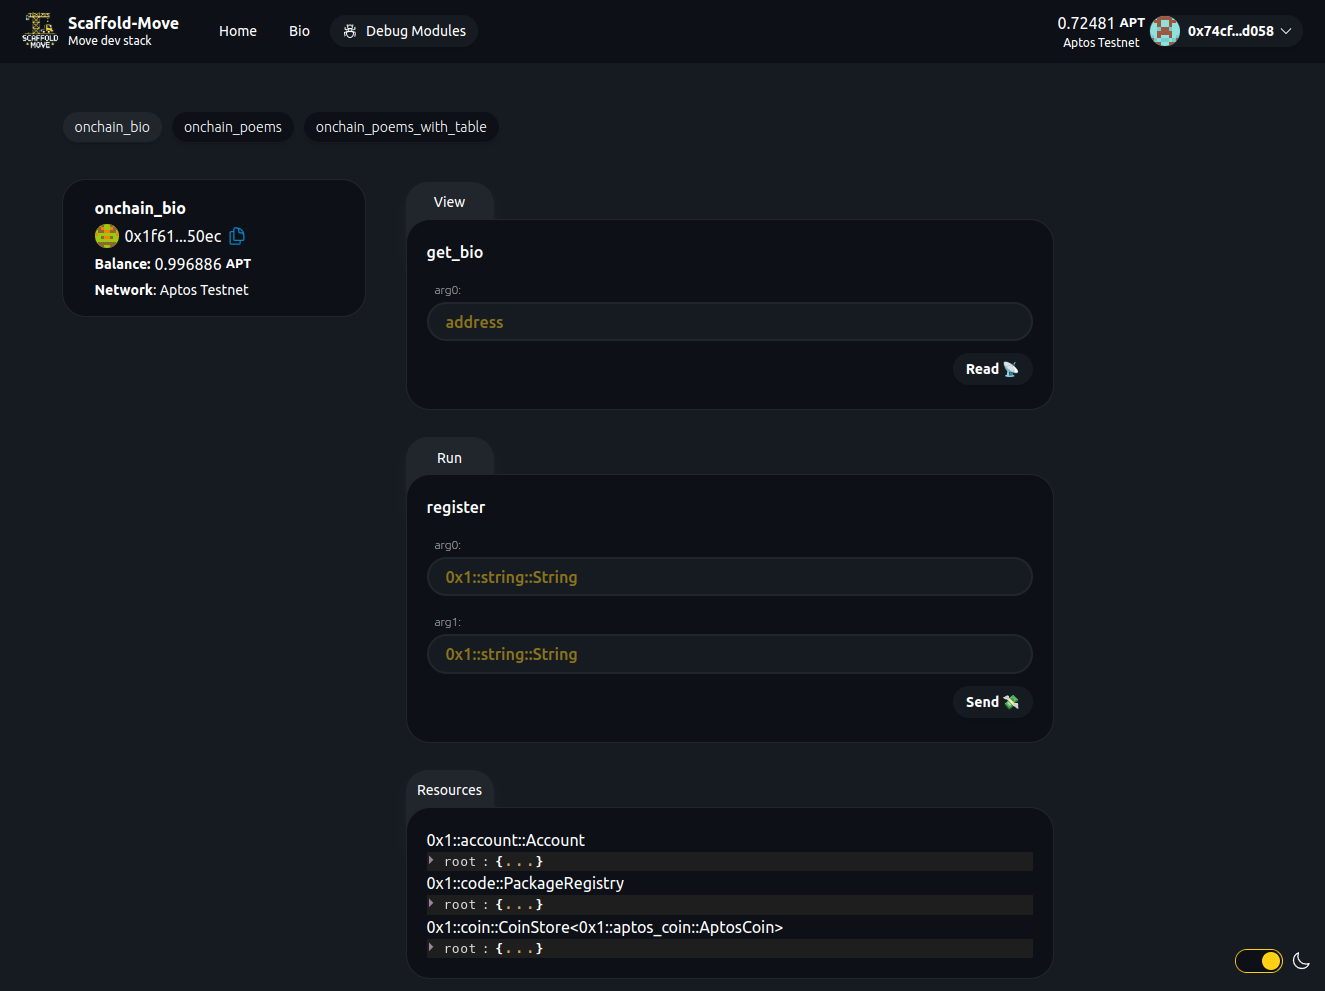 SCAFFOLD
MOVE
Scaffold-Move
Move dev stack
Home
Bio
Debug Modules
0.72481 APT
Aptos Testnet
0x74cf...d058
onchain_bio
onchain_poems
onchain_poems_with_table
onchain_bio
0x1f61...50ec
Balance: 0.996886 APT
Network: Aptos Testnet
View
get_bio
arg0:
address
Read
Run
register
arg0:
0x1::string::String
arg1:
0x1::string::String
Send
Resources
0x1::account::Account
root : {...}
0x1::code::PackageRegistry
root : {...}
0x1::coin::CoinStore<0x1::aptos_coin::AptosCoin>
root : {...}